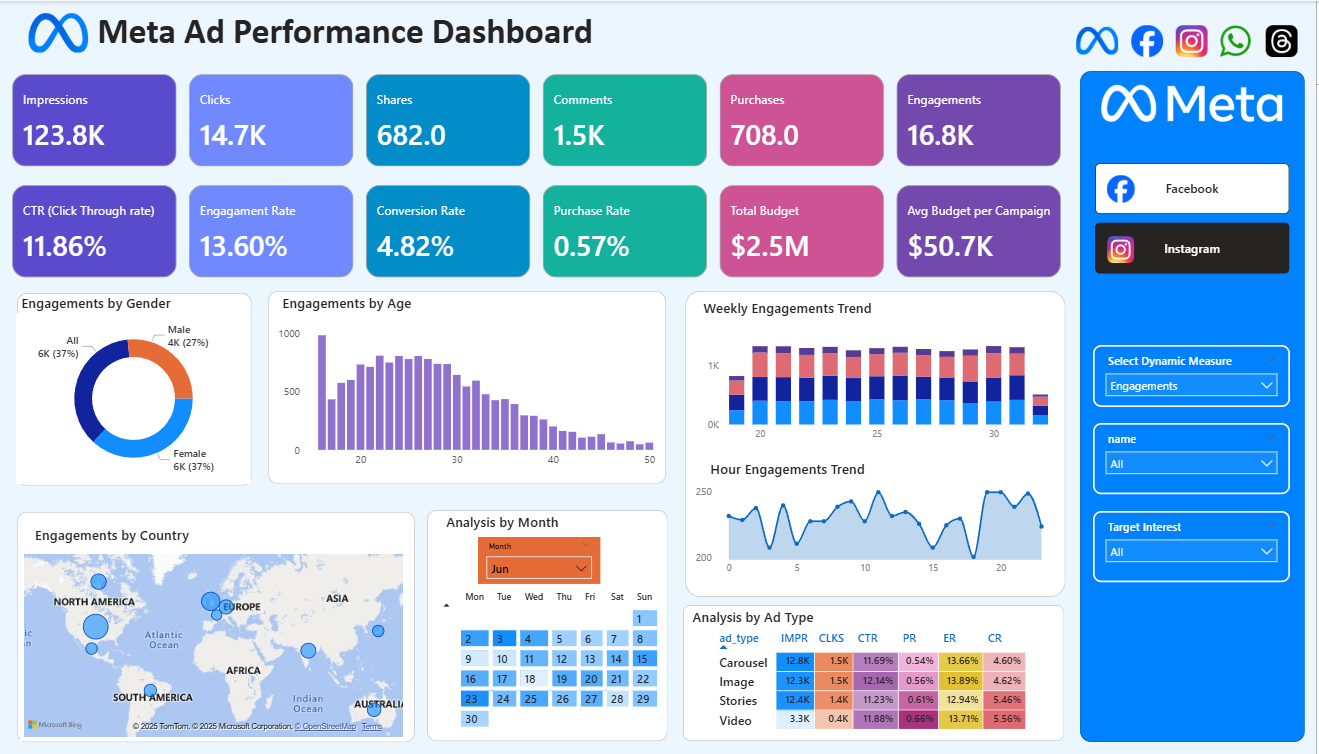 Meta Ad Performance Dashboard
Impressions
123.8K
Clicks
14.7K
Shares
682.0
Comments
1.5K
Purchases
708.0
Engagements
16.8K
CTR (Click Through rate)
11.86%
Engagament Rate
13.60%
Conversion Rate
4.82%
Purchase Rate
0.57%
Total Budget
$2.5M
Avg Budget per Campaign
$50.7K
Meta
Facebook
Instagram
Select Dynamic Measure
Engagements
name
All
Target Interest
All
Engagements by Gender
All
6K (37%)
Male
4K (27%)
Female
6K (37%)
Engagements by Age
1000
500
0
20 30 40 50
Weekly Engagements Trend
1K
0K
20 25 30
Hour Engagements Trend
250
200
0 5 10 15 20
Engagements by Country
NORTH AMERICA
EUROPE
ASIA
Atlantic
Ocean
AFRICA
SOUTH AMERICA
Indian
Ocean
AUSTRALI
ic
n
Microsoft Bing
© 2025 TomTom, © 2025 Microsoft Corporation, © OpenStreetMap Terms
Analysis by Month
Month
Jun
Mon Tue Wed Thu Fri Sat Sun
1
2 3 4 5 6 7 8
9 10 11 12 13 14 15
16 17 18 19 20 21 22
23 24 25 26 27 28 29
30
Analysis by Ad Type
ad_type IMPR CLKS CTR PR ER CR
Carousel 12.8K 1.5K 11.69% 0.54% 13.66% 4.60%
Image 12.3K 1.5K 12.14% 0.56% 13.89% 4.62%
Stories 12.4K 1.4K 11.23% 0.61% 12.94% 5.46%
Video 3.3K 0.4K 11.88% 0.66% 13.71% 5.56%